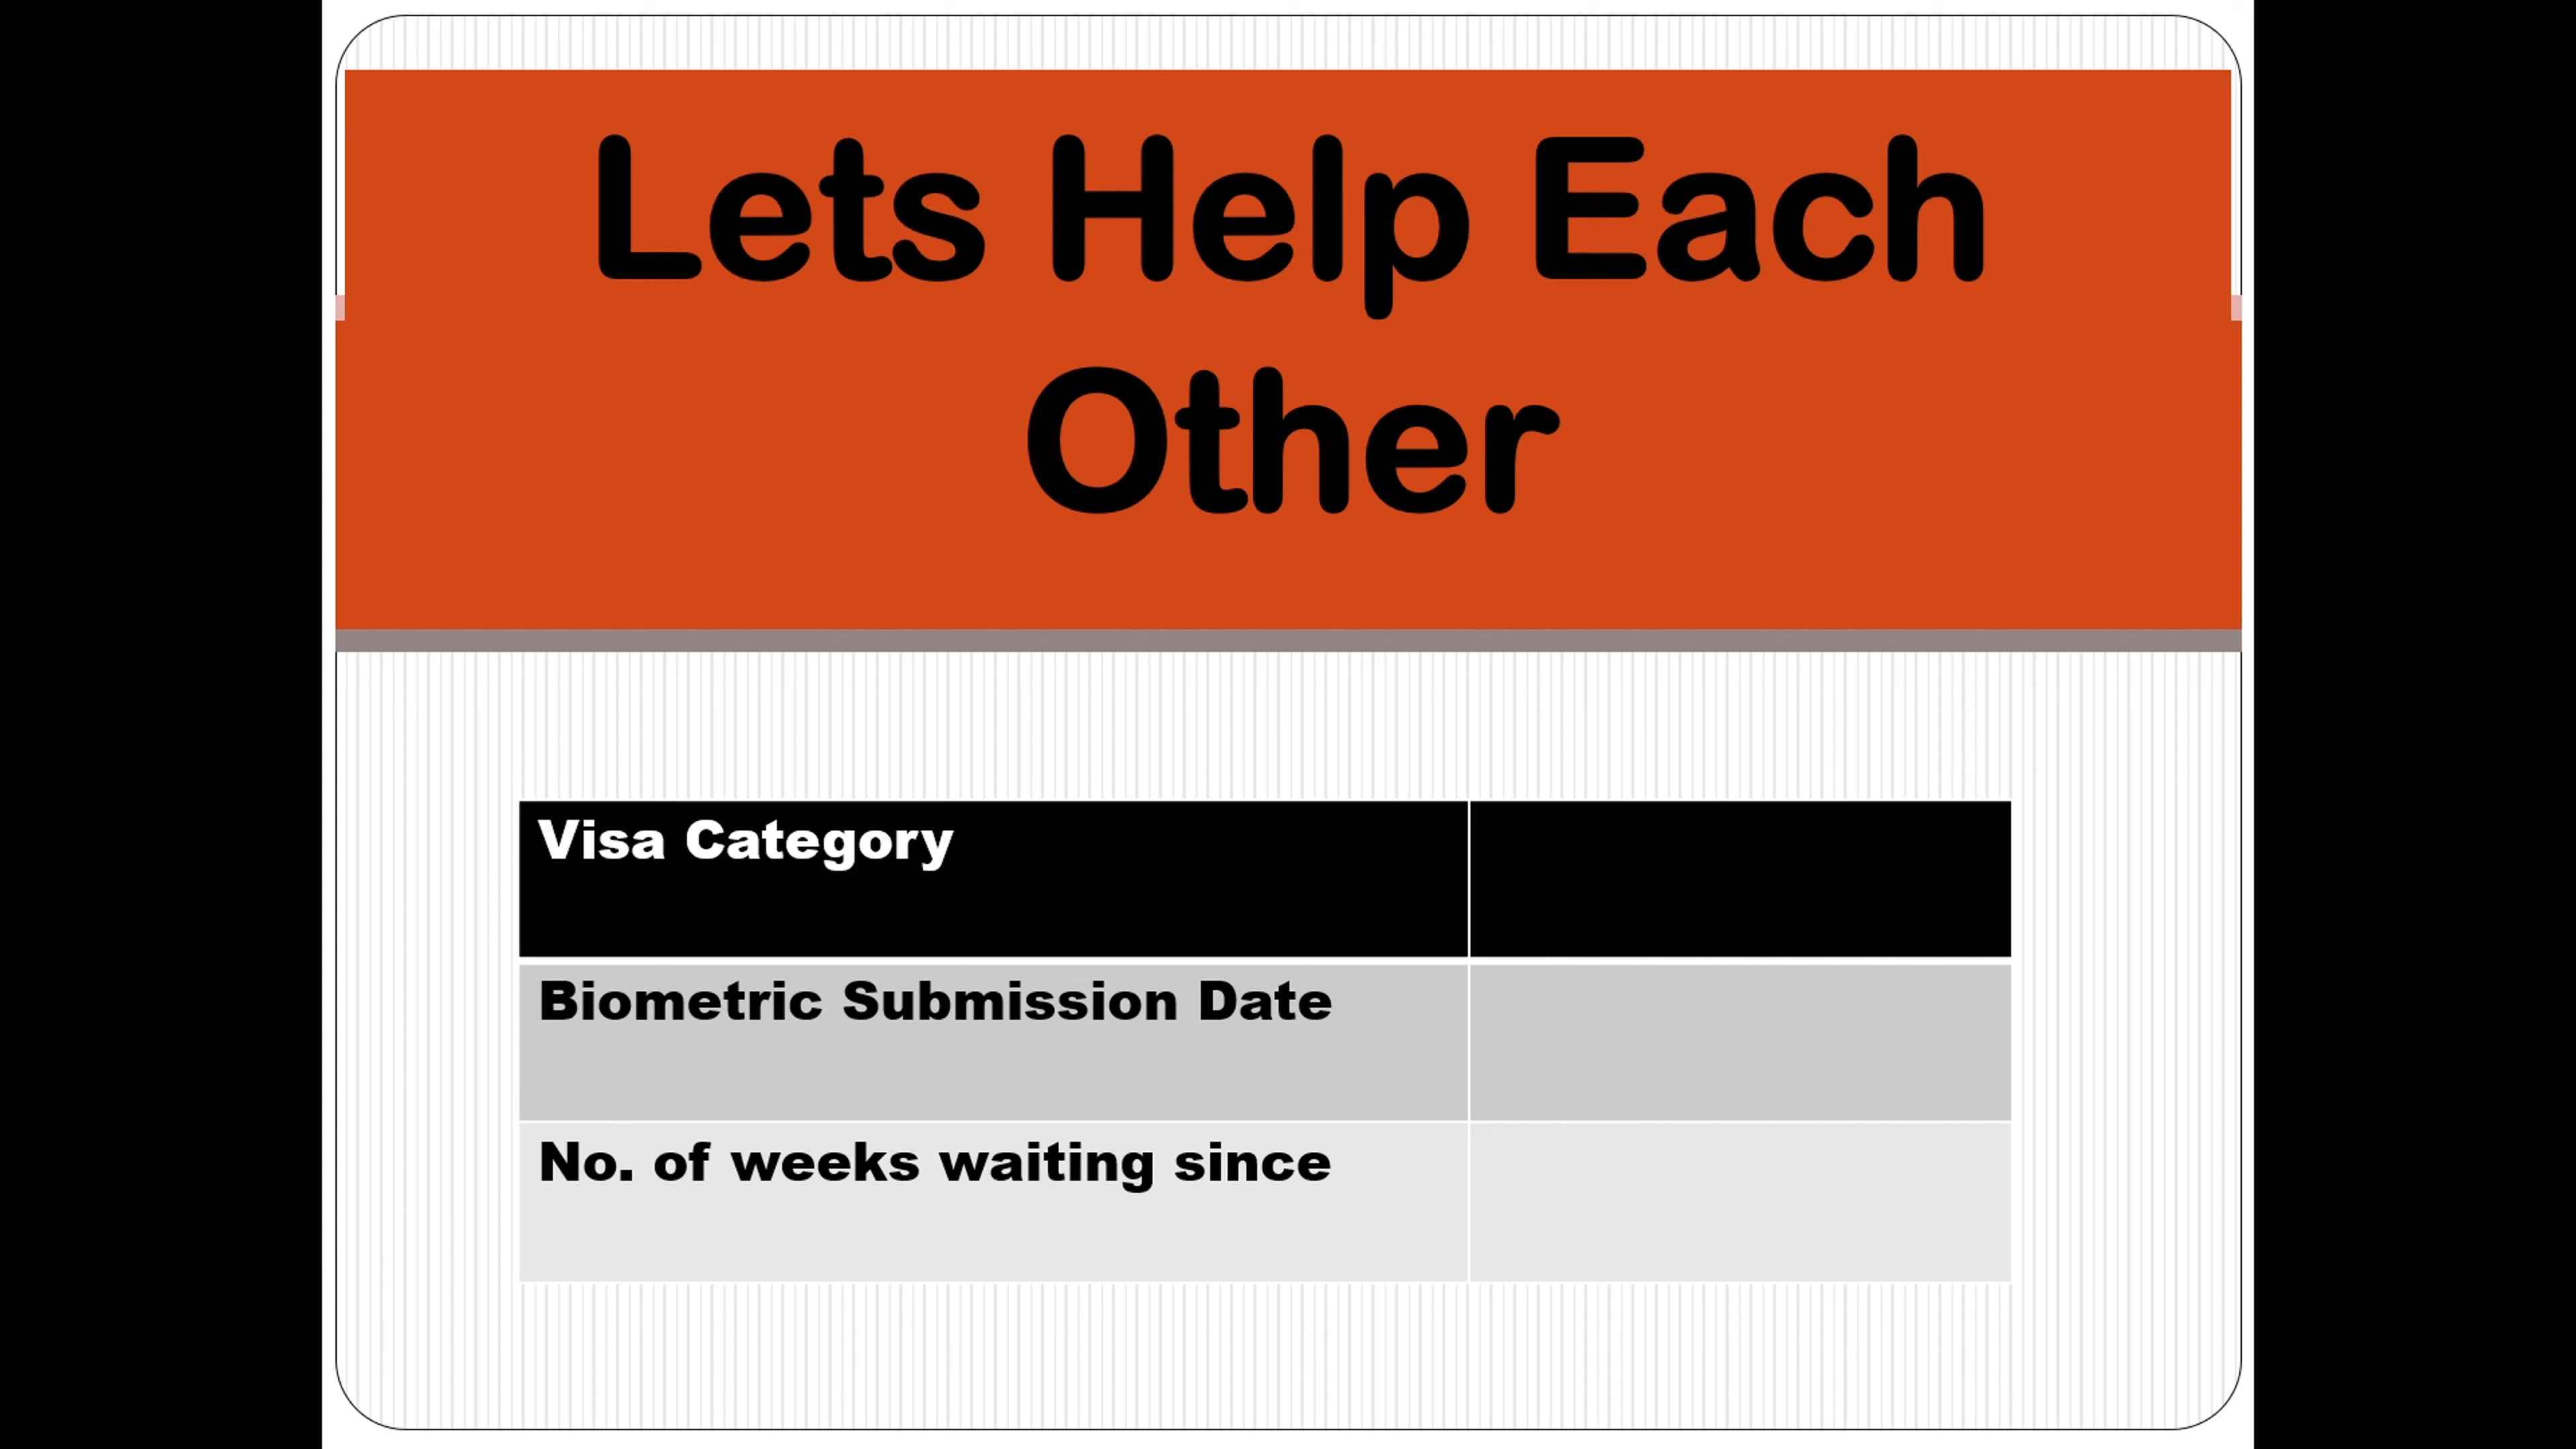 Lets Help Each
Other
Visa Category
Biometric Submission Date
No. of weeks waiting since